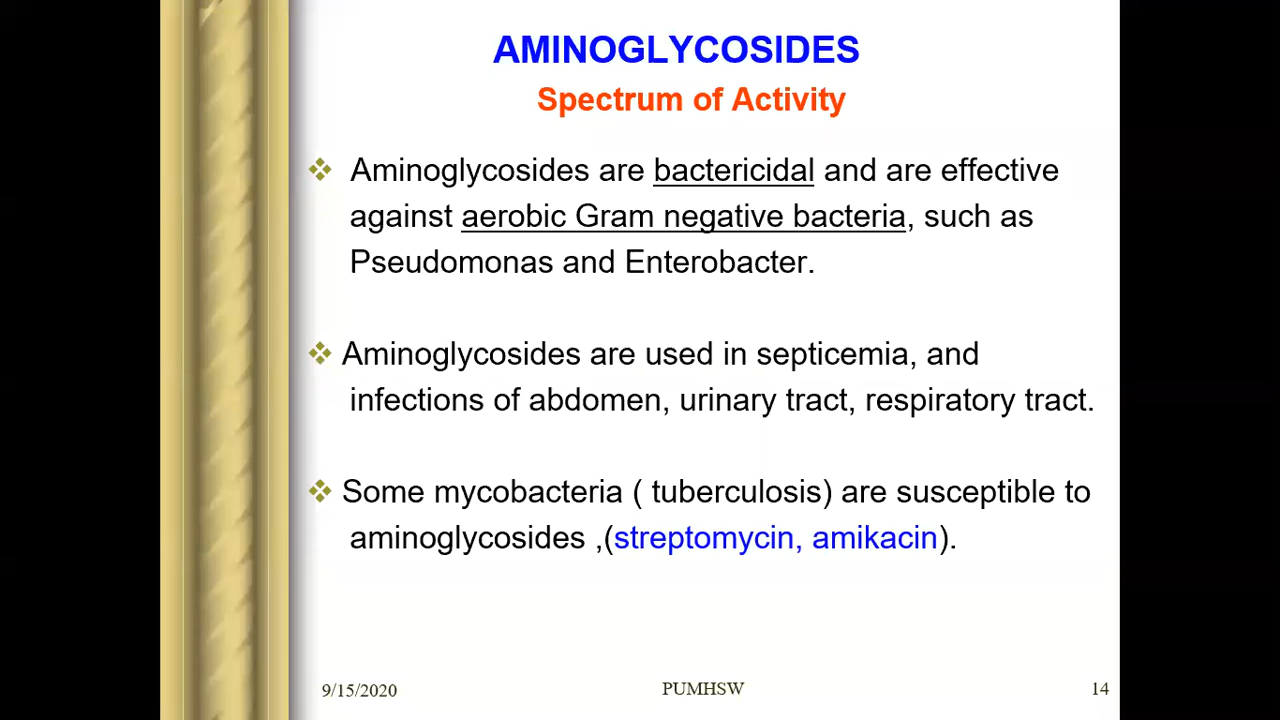 AMINOGLYCOSIDES
Spectrum of Activity
Aminoglycosides are bactericidal and are effective
against aerobic Gram negative bacteria, such as
Pseudomonas and Enterobacter.
Aminoglycosides are used in septicemia, and
infections of abdomen, urinary tract, respiratory tract.
Some mycobacteria ( tuberculosis) are susceptible to
aminoglycosides ,(streptomycin, amikacin).
9/15/2020 PUMHSW 14